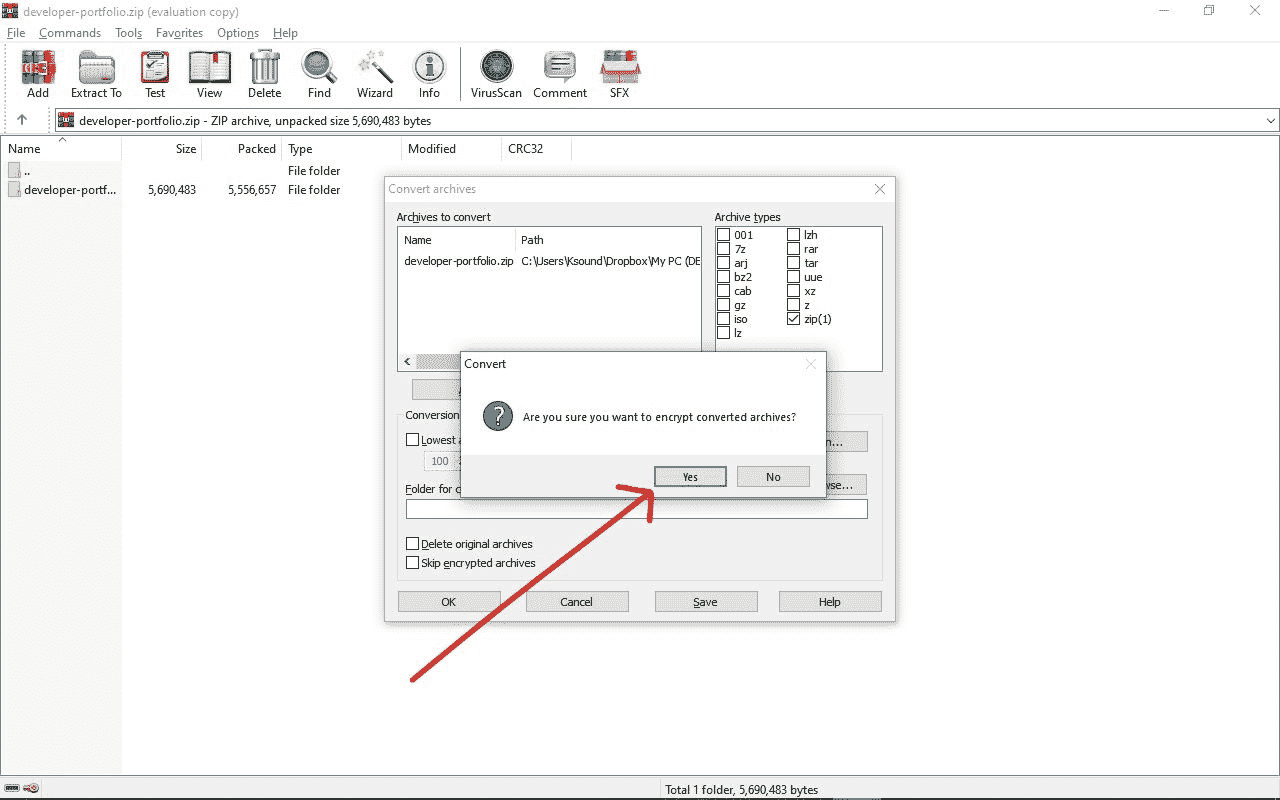 developer-portfolio.zip (evaluation copy)
File Commands Tools Favorites Options Help
Add Extract To Test View Delete Find Wizard Info VirusScan Comment SFX
developer-portfolio.zip - ZIP archive, unpacked size 5,690,483 bytes
Name Size Packed Type Modified CRC32
.. File folder
developer-portf... 5,690,483 5,556,657 File folder
Convert archives
Archives to convert
Name Path
developer-portfolio.zip C:\Users\Ksound\Dropbox\My PC (DE
Archive types
001 lzh
7z rar
arj tar
bz2 uue
cab xz
gz z
iso zip(1)
lz
Convert
Are you sure you want to encrypt converted archives?
Yes No
Conversion
Lowest
100
Folder for
Delete original archives
Skip encrypted archives
OK Cancel Save Help
Total 1 folder, 5,690,483 bytes